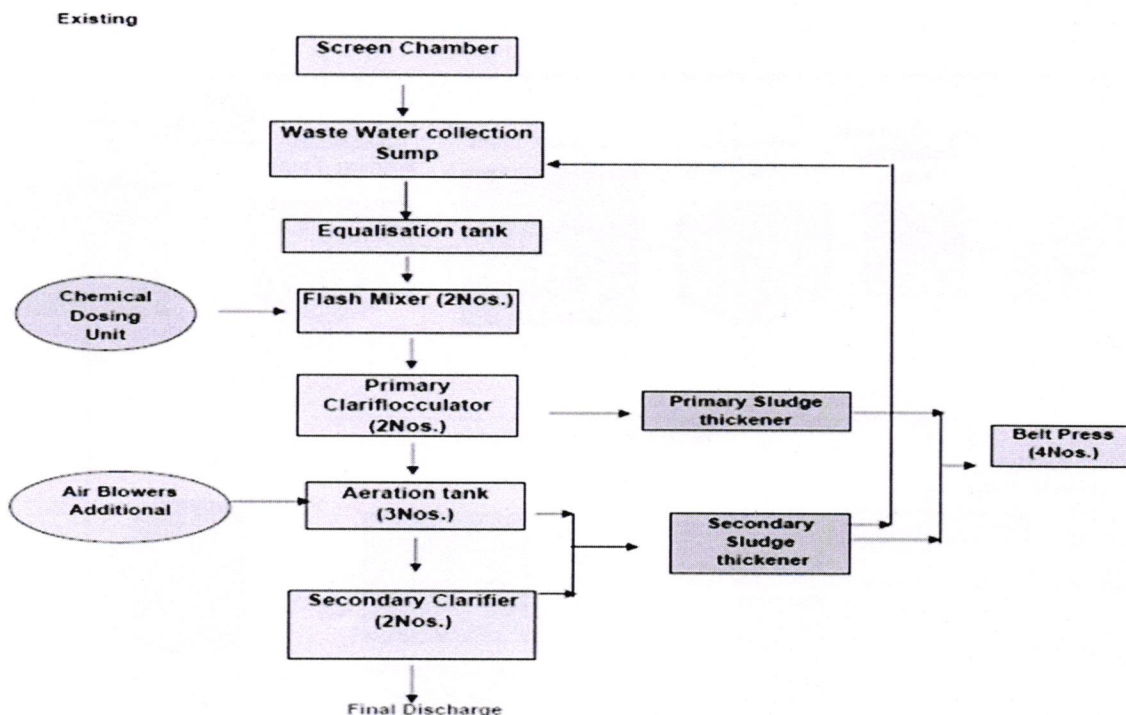 Existing
Screen Chamber
Waste Water collection
Sump
Equalisation tank
Chemical
Dosing
Unit
Flash Mixer (2Nos.)
Primary
Clariflocculator
(2Nos.)
Primary Sludge
thickener
Belt Press
(4Nos.)
Air Blowers
Additional
Aeration tank
(3Nos.)
Secondary
Sludge
thickener
Secondary Clarifier
(2Nos.)
Final Discharge